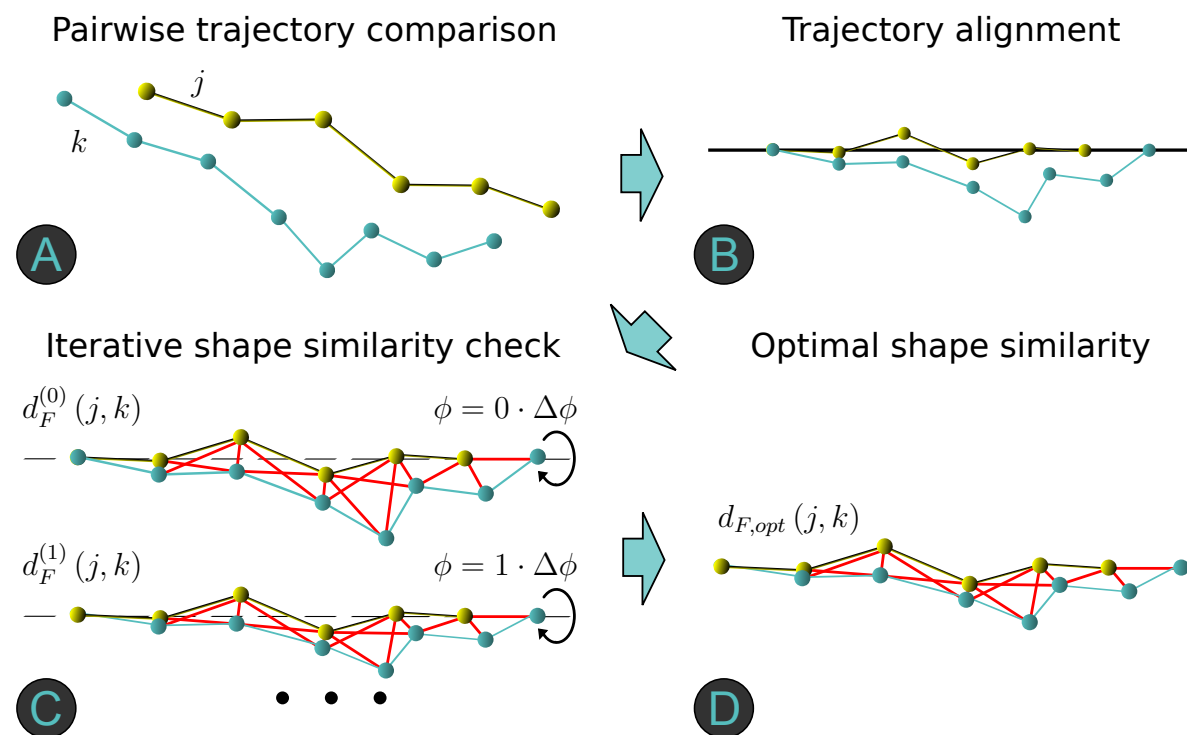 Pairwise trajectory comparison
Trajectory alignment
j
k
A
B
Iterative shape similarity check
Optimal shape similarity
d_F^{(0)} (j, k)
ϕ = 0 · Δϕ
d_{F,opt} (j, k)
d_F^{(1)} (j, k)
ϕ = 1 · Δϕ
• • •
C
D